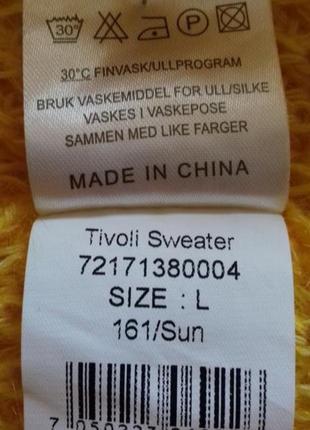 30°
30°C FINVASK/ULLPROGRAM
BRUK VASKEMIDDEL FOR ULL/SILKE
VASKES I VASKEPOSE
SAMMEN MED LIKE FARGER
MADE IN CHINA
Tivoli Sweater
72171380004
SIZE : L
161/Sun